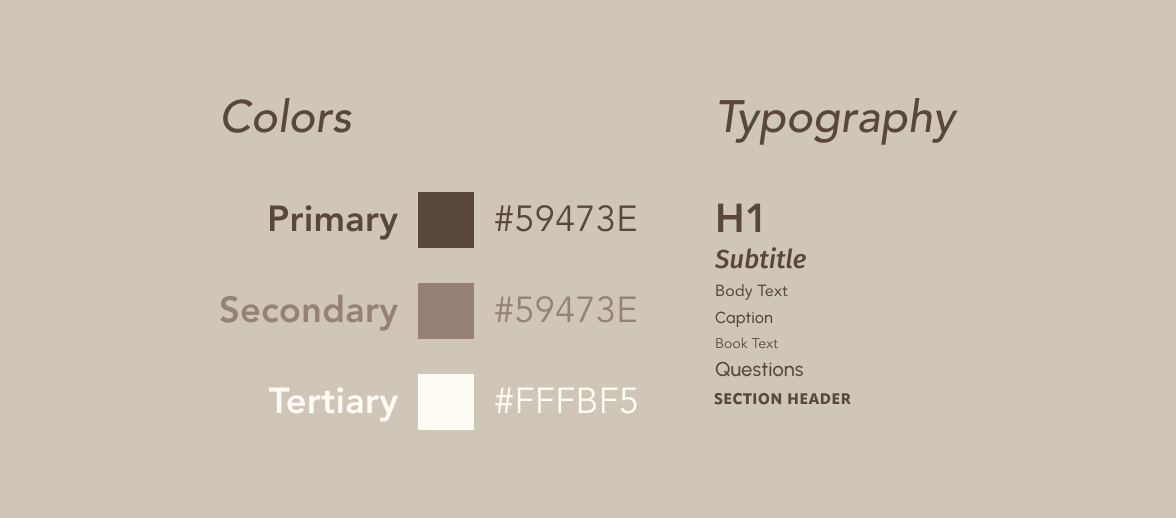 Colors
Primary #59473E
Secondary #59473E
Tertiary #FFFBF5
Typography
H1
Subtitle
Body Text
Caption
Book Text
Questions
SECTION HEADER